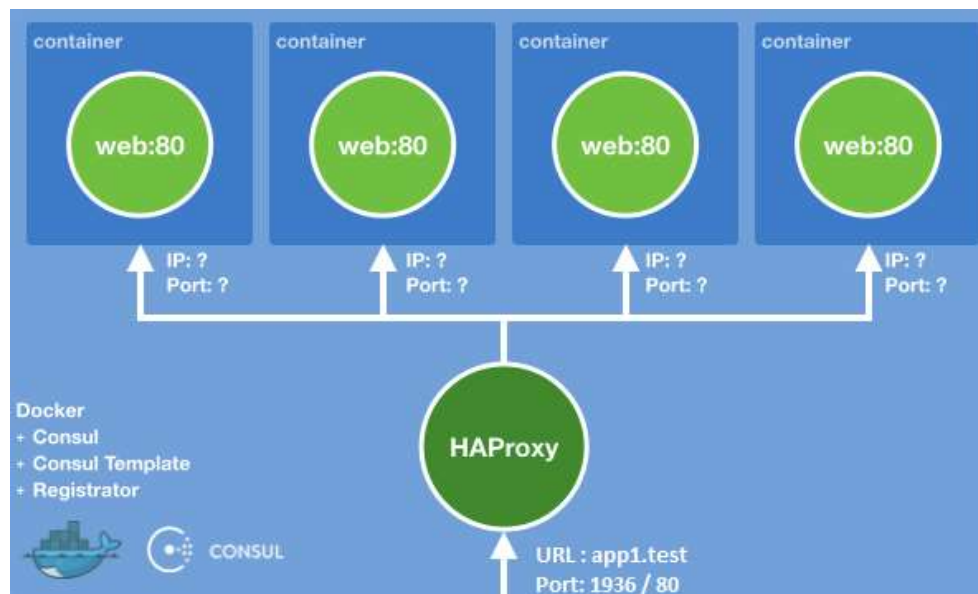 container
container
container
container
web:80
web:80
web:80
web:80
IP: ?
Port: ?
IP: ?
Port: ?
IP: ?
Port: ?
IP: ?
Port: ?
HAProxy
Docker
+ Consul
+ Consul Template
+ Registrator
CONSUL
URL : app1.test
Port: 1936 / 80